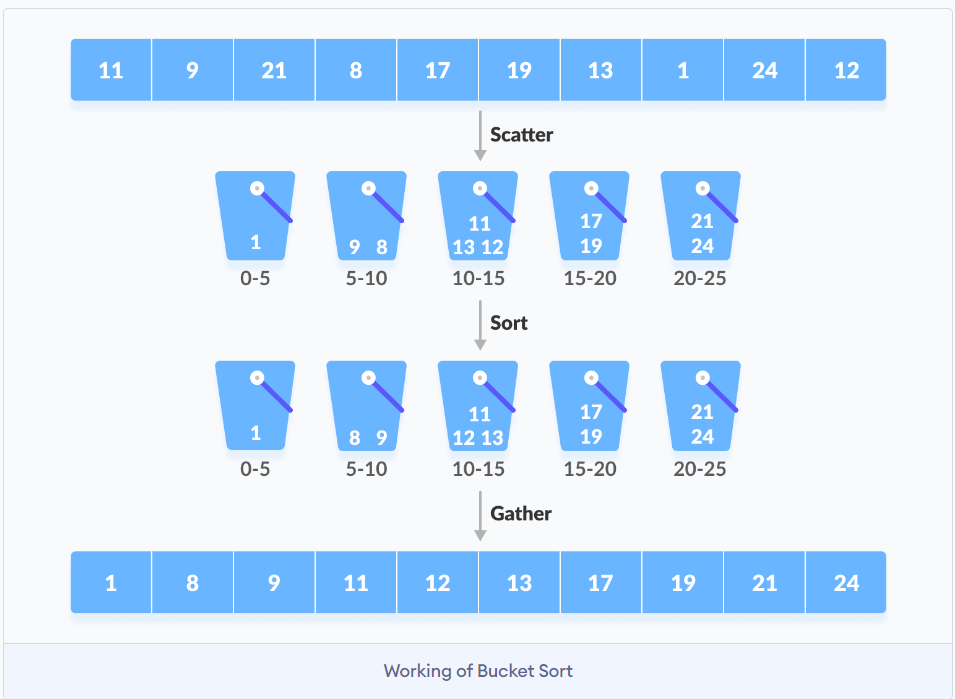 11 9 21 8 17 19 13 1 24 12
Scatter
1
9 8
11
13 12
17
19
21
24
0-5 5-10 10-15 15-20 20-25
Sort
1
8 9
11
12 13
17
19
21
24
0-5 5-10 10-15 15-20 20-25
Gather
1 8 9 11 12 13 17 19 21 24
Working of Bucket Sort